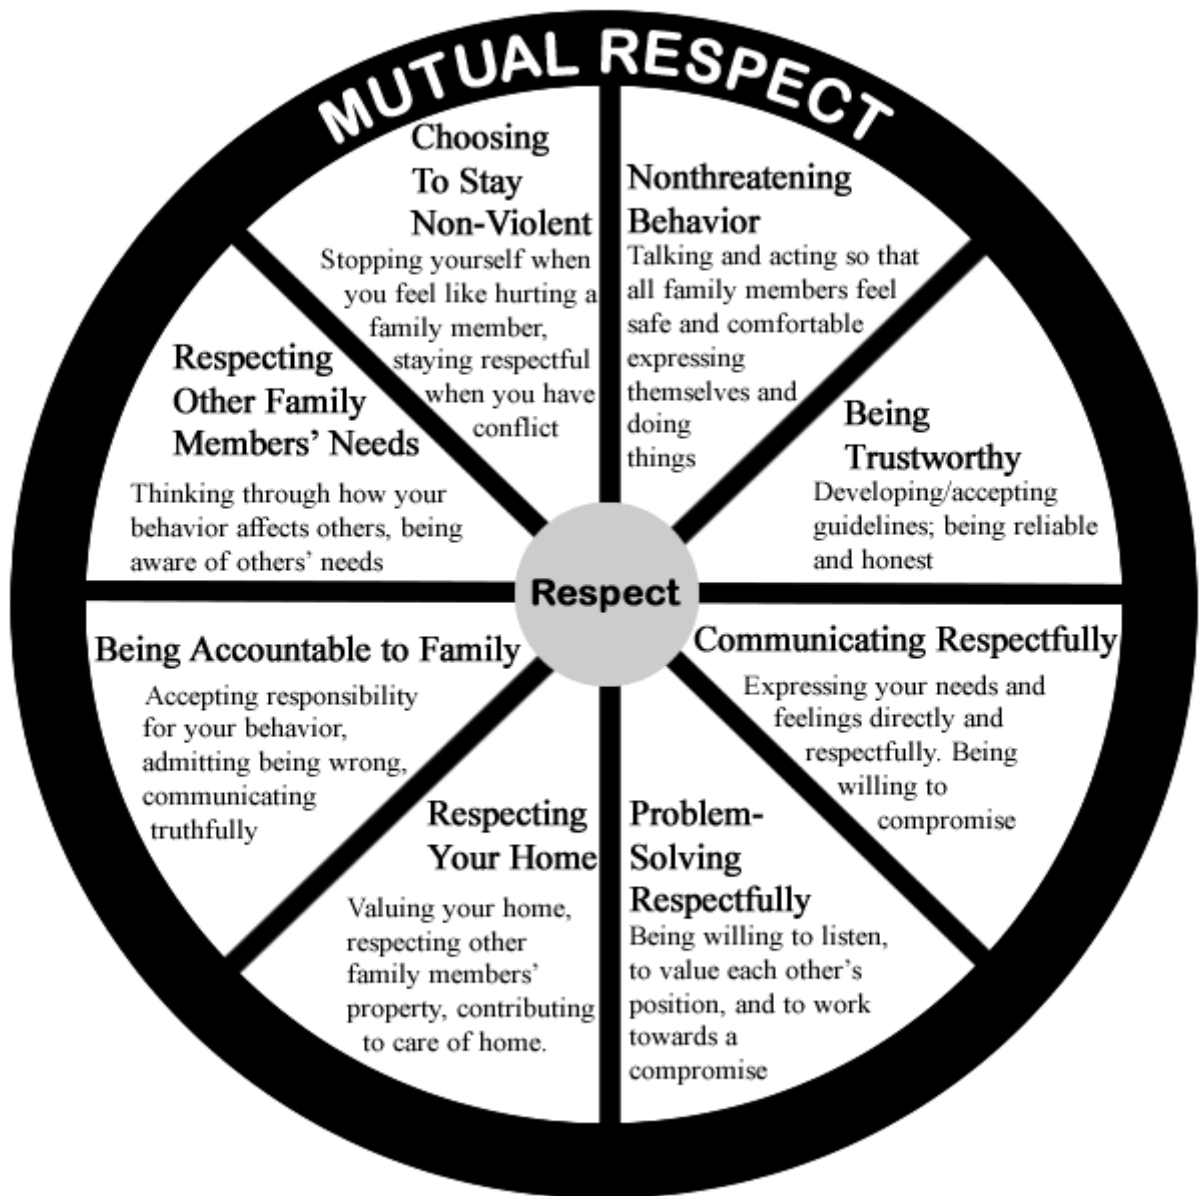 MUTUAL RESPECT
Choosing
To Stay
Non-Violent
Stopping yourself when
you feel like hurting a
family member,
staying respectful
when you have
conflict
Nonthreatening
Behavior
Talking and acting so that
all family members feel
safe and comfortable
expressing
themselves and
doing
things
Being
Trustworthy
Developing/accepting
guidelines; being reliable
and honest
Communicating Respectfully
Expressing your needs and
feelings directly and
respectfully. Being
willing to
compromise
Problem-
Solving
Respectfully
Being willing to listen,
to value each other’s
position, and to work
towards a
compromise
Respecting
Your Home
Valuing your home,
respecting other
family members’
property, contributing
to care of home.
Being Accountable to Family
Accepting responsibility
for your behavior,
admitting being wrong,
communicating
truthfully
Respecting
Other Family
Members’ Needs
Thinking through how your
behavior affects others, being
aware of others’ needs
Respect